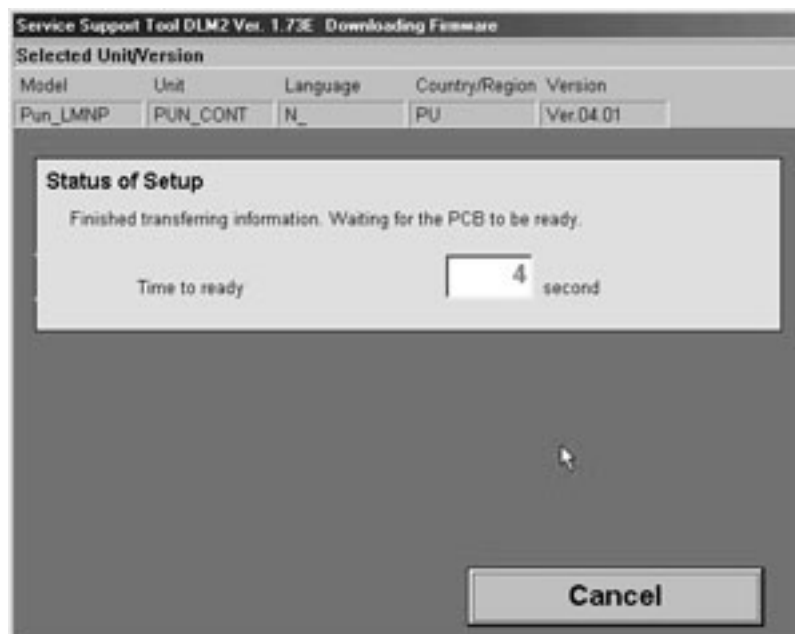 Service Support Tool DLM2 Ver. 1.73E Downloading Firmware
Selected Unit/Version
Model Unit Language Country/Region Version
Pun_LMNP PUN_CONT N_ PU Ver.04.01
Status of Setup
Finished transferring information. Waiting for the PCB to be ready.
Time to ready 4 second
Cancel